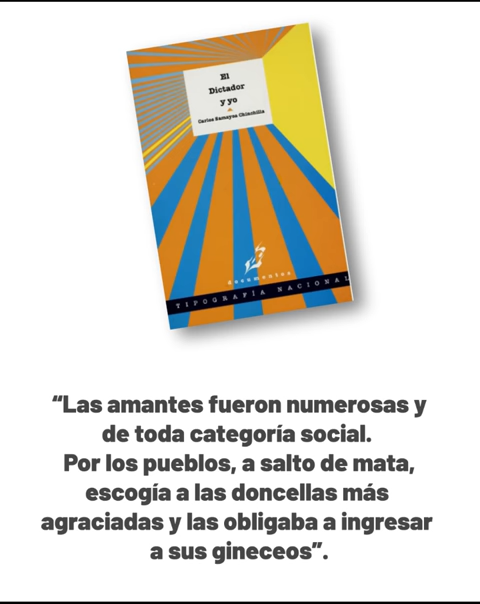 El
Dictador
y yo
Carlos Samayoa Chinchilla
documentos
TIPOGRAFÍA NACIONAL
“Las amantes fueron numerosas y
de toda categoría social.
Por los pueblos, a salto de mata,
escogía a las doncellas más
agraciadas y las obligaba a ingresar
a sus gineceos”.